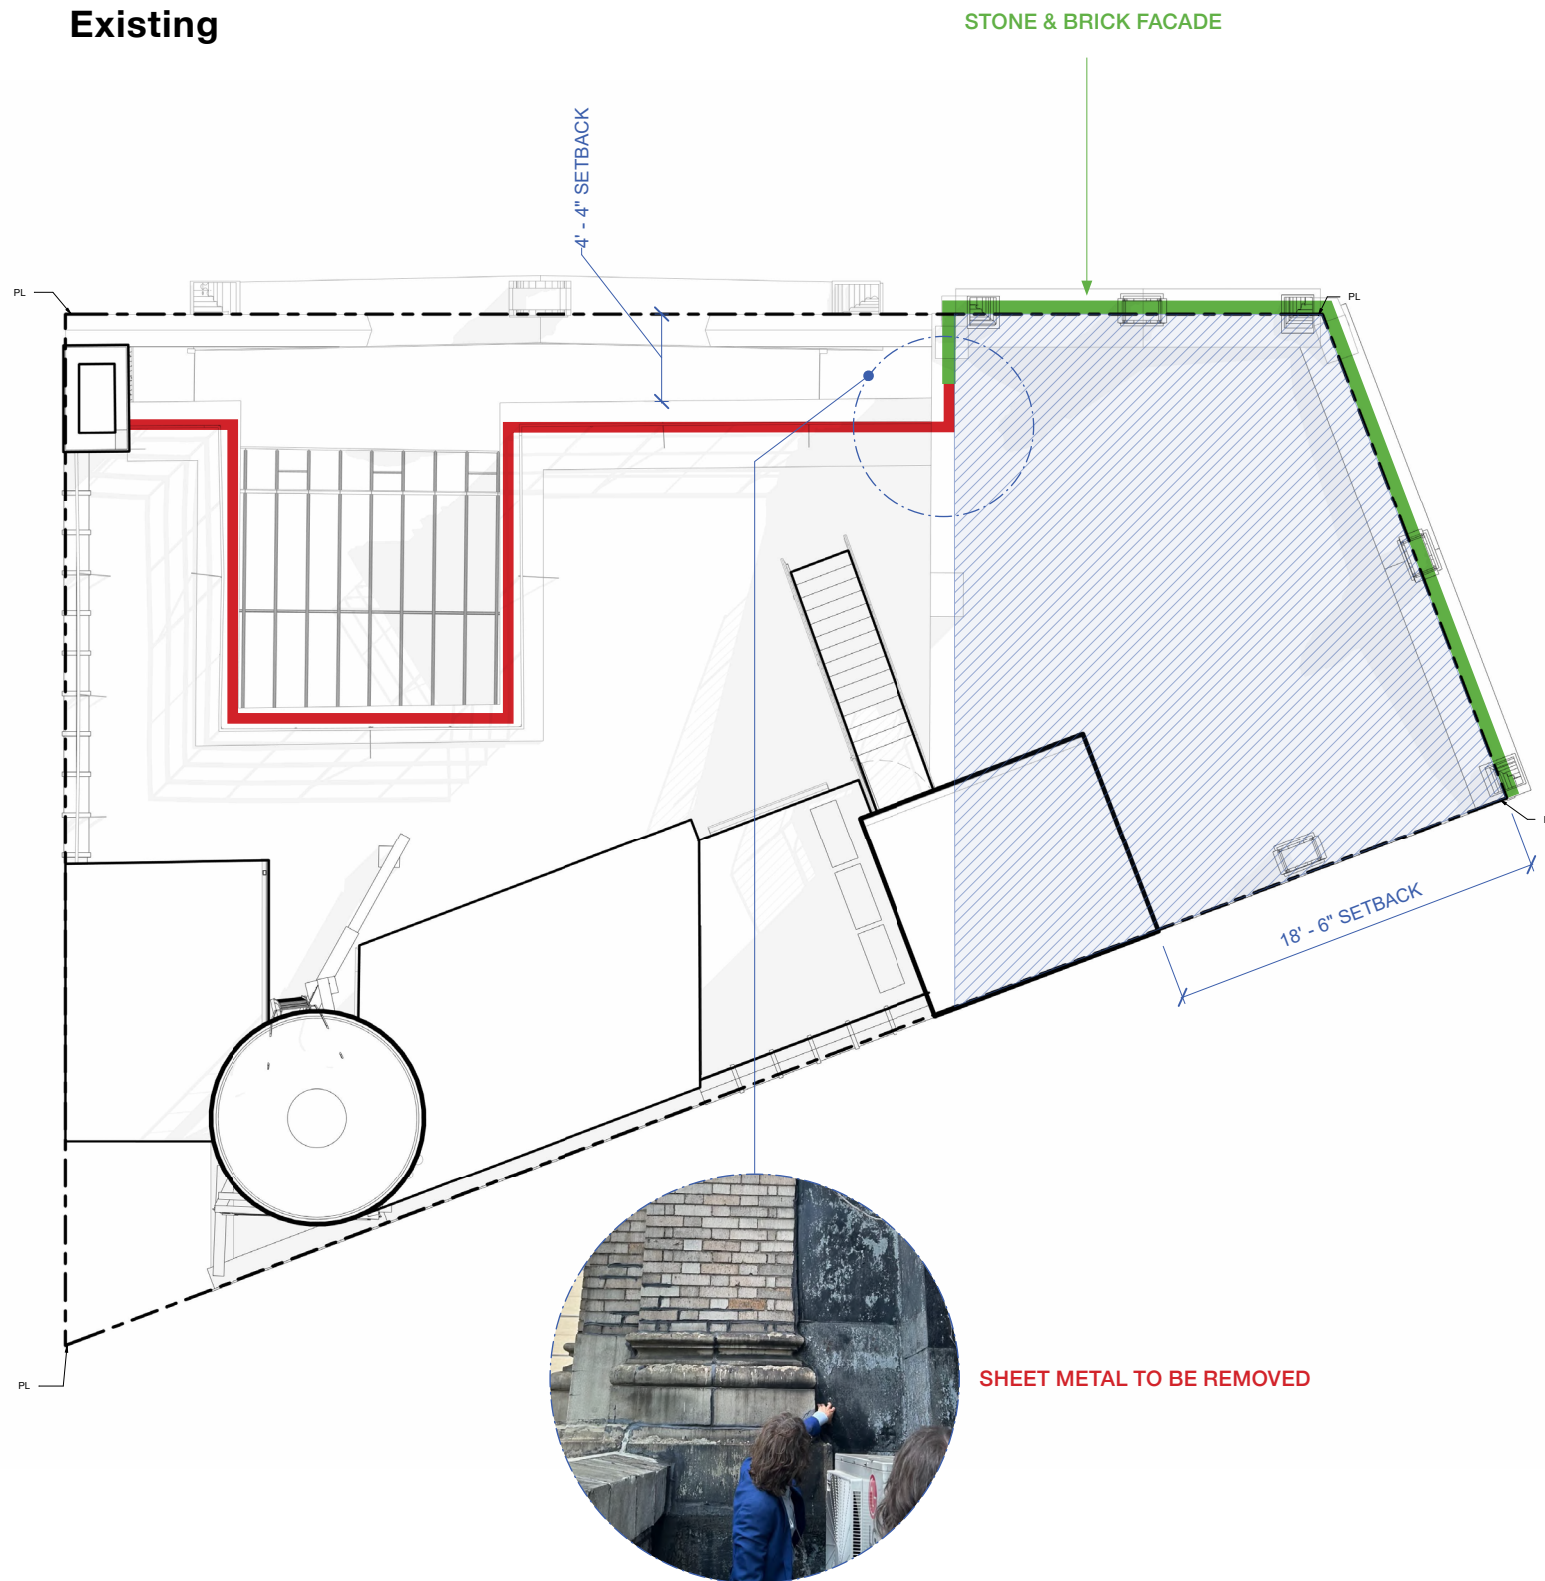 Existing
STONE & BRICK FACADE
4' - 4" SETBACK
PL
PL
18' - 6" SETBACK
SHEET METAL TO BE REMOVED
PL